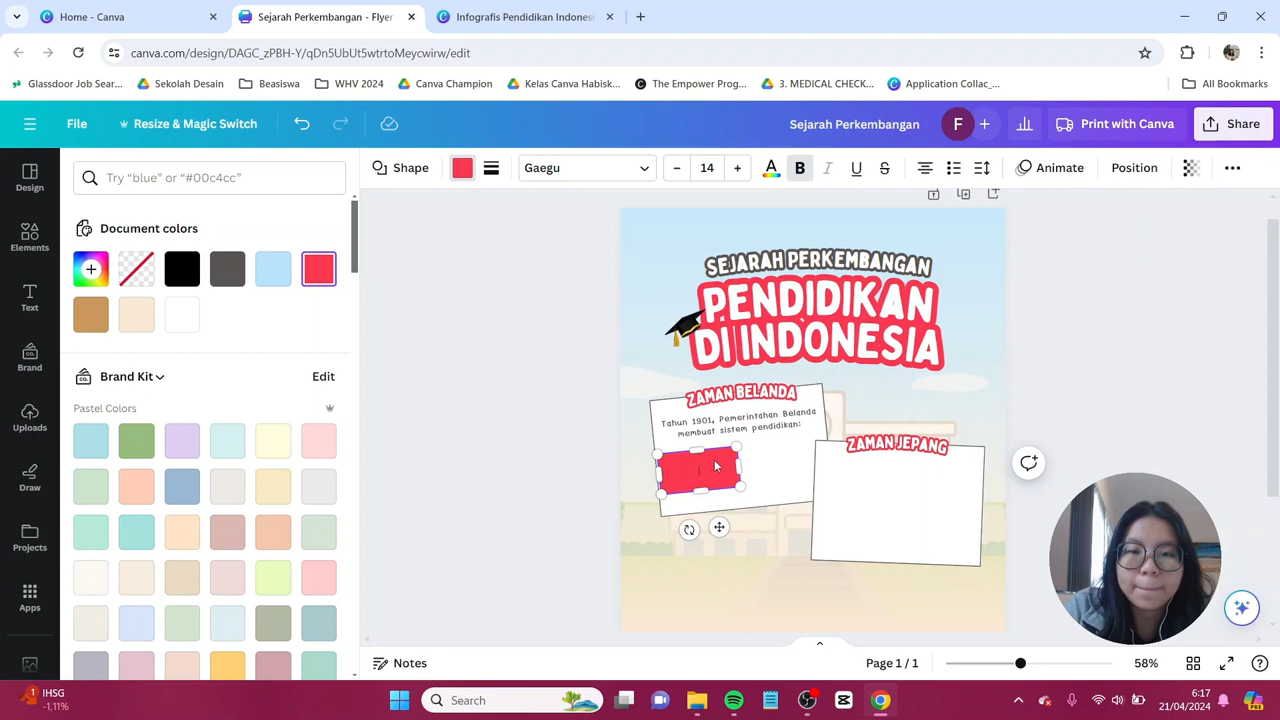 Home - Canva
Sejarah Perkembangan - Flyer
Infografis Pendidikan Indonesi
canva.com/design/DAGC_zPBH-Y/qDn5UbUt5wtrtoMeycwirw/edit
Glassdoor Job Sear...
Sekolah Desain
Beasiswa
WHV 2024
Canva Champion
Kelas Canva Habisk...
The Empower Prog...
3. MEDICAL CHECK...
Application Collac_...
All Bookmarks
File
Resize & Magic Switch
Sejarah Perkembangan
F
Print with Canva
Share
Try “blue” or “#00c4cc”
Shape
Gaegu
14
A
B
I
U
S
Animate
Position
Design
Elements
Text
Brand
Uploads
Draw
Projects
Apps
Document colors
Brand Kit
Edit
Pastel Colors
SEJARAH PERKEMBANGAN
PENDIDIKAN
DI INDONESIA
ZAMAN BELANDA
Tahun 1901, Pemerintahan Belanda
membuat sistem pendidikan:
ZAMAN JEPANG
Notes
Page 1 / 1
58%
IHSG
-1,11%
1
Search
6:17
21/04/2024